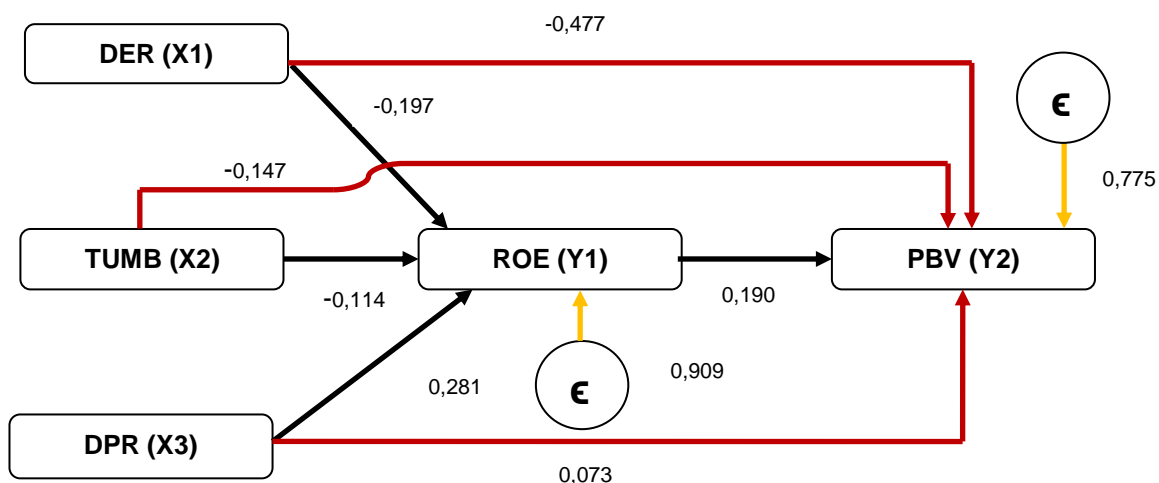 -0,477
DER (X1)
ϵ
-0,197
-0,147
0,775
TUMB (X2)
ROE (Y1)
PBV (Y2)
-0,114
0,190
0,281
ϵ
0,909
DPR (X3)
0,073